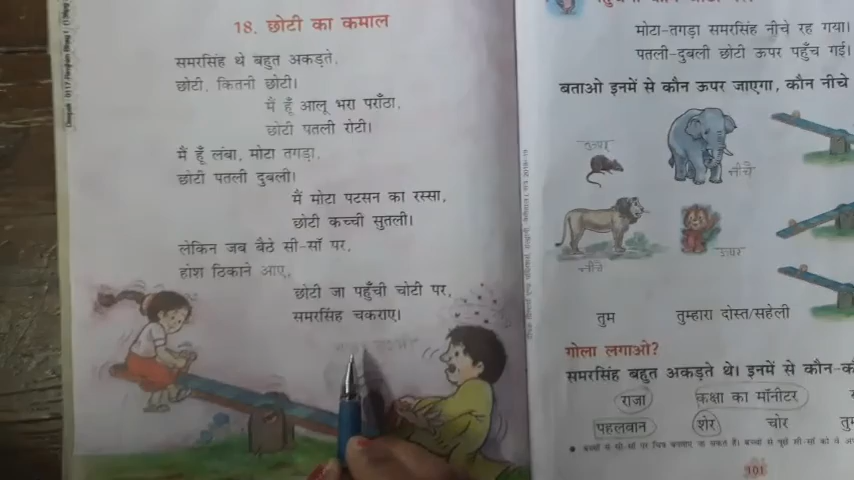 18. छोटी का कमाल
समरसिंह थे बहुत अकड़ते,
छोटी, कितनी छोटी।
मैं हूँ आलू भरा पराँठा,
छोटी पतली रोटी।
मैं हूँ लंबा, मोटा तगड़ा,
छोटी पतली दुबली।
मैं मोटा पटसन का रस्सा,
छोटी कच्ची सुतली।
लेकिन जब बैठे सी-सॉ पर,
होश ठिकाने आए,
छोटी जा पहुँची चोटी पर,
समरसिंह चकराए।
मोटा-तगड़ा समरसिंह नीचे रह गया।
पतली-दुबली छोटी ऊपर पहुँच गई।
बताओ इनमें से कौन ऊपर जाएगा, कौन नीचे
ऊपर
नीचे
नीचे
ऊपर
तुम
तुम्हारा दोस्त/सहेली
गोला लगाओ?
समरसिंह बहुत अकड़ते थे। इनमें से कौन-क
राजा
कक्षा का मॉनीटर
पहलवान
शेर
चोर
101